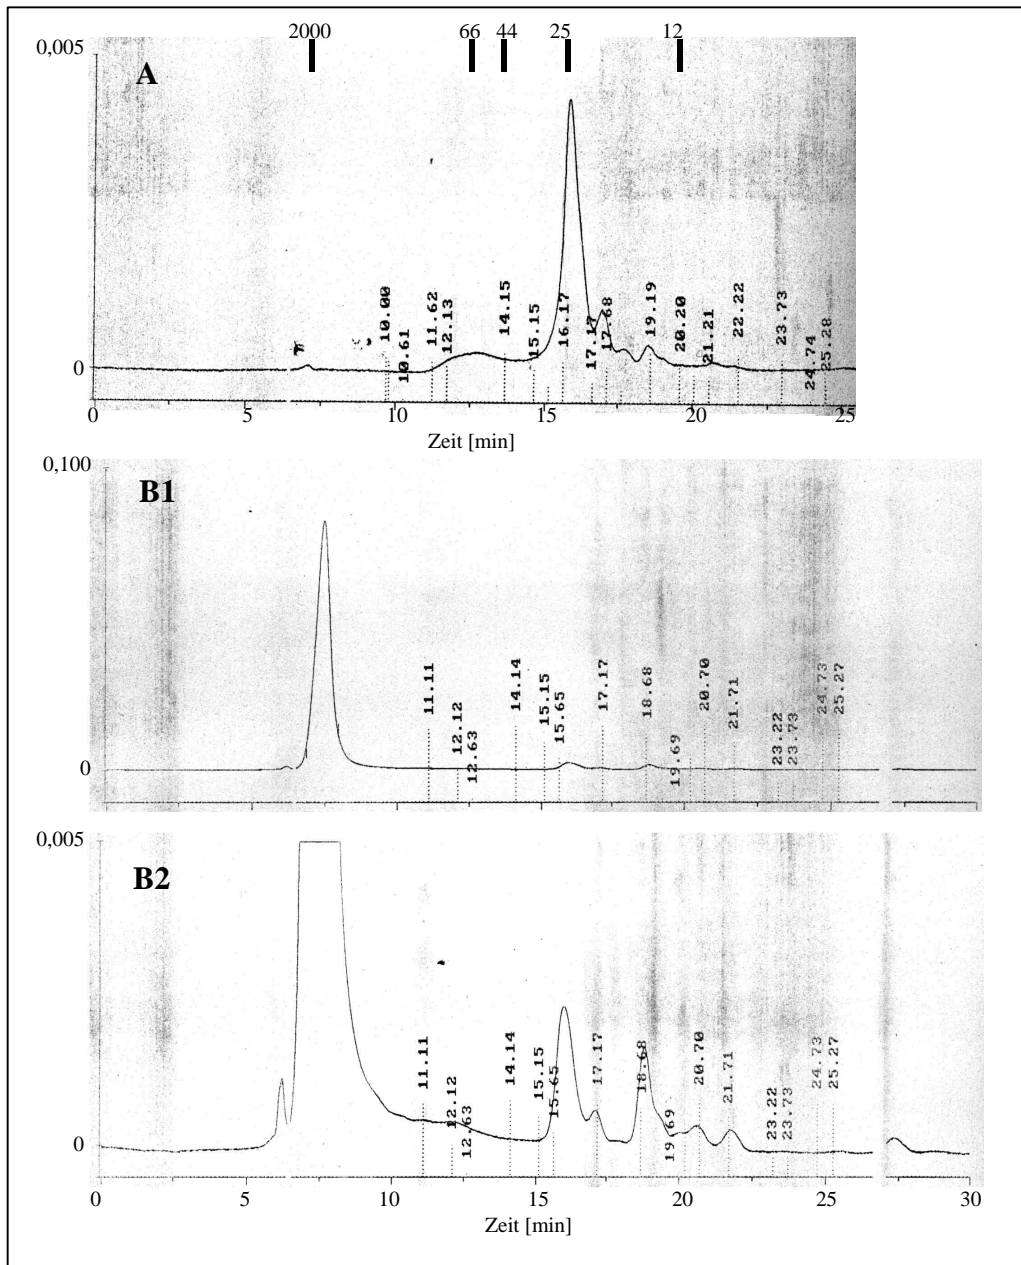 2000 66 44 25 12
0,005
A
10.00 10.61 11.62 12.13 14.15 15.15 16.17 17.17 17.68 19.19 20.20 21.21 22.22 23.73 24.74 25.28
0
0 5 10 15 20 25
Zeit [min]
0,100
B1
11.11 12.12 12.63 14.14 15.15 15.65 17.17 18.68 19.69 20.70 21.71 23.22 23.73 24.73 25.27
0
0,005
B2
11.11 12.12 12.63 14.14 15.15 15.65 17.17 18.68 19.69 20.70 21.71 23.22 23.73 24.73 25.27
0
0 5 10 15 20 25 30
Zeit [min]